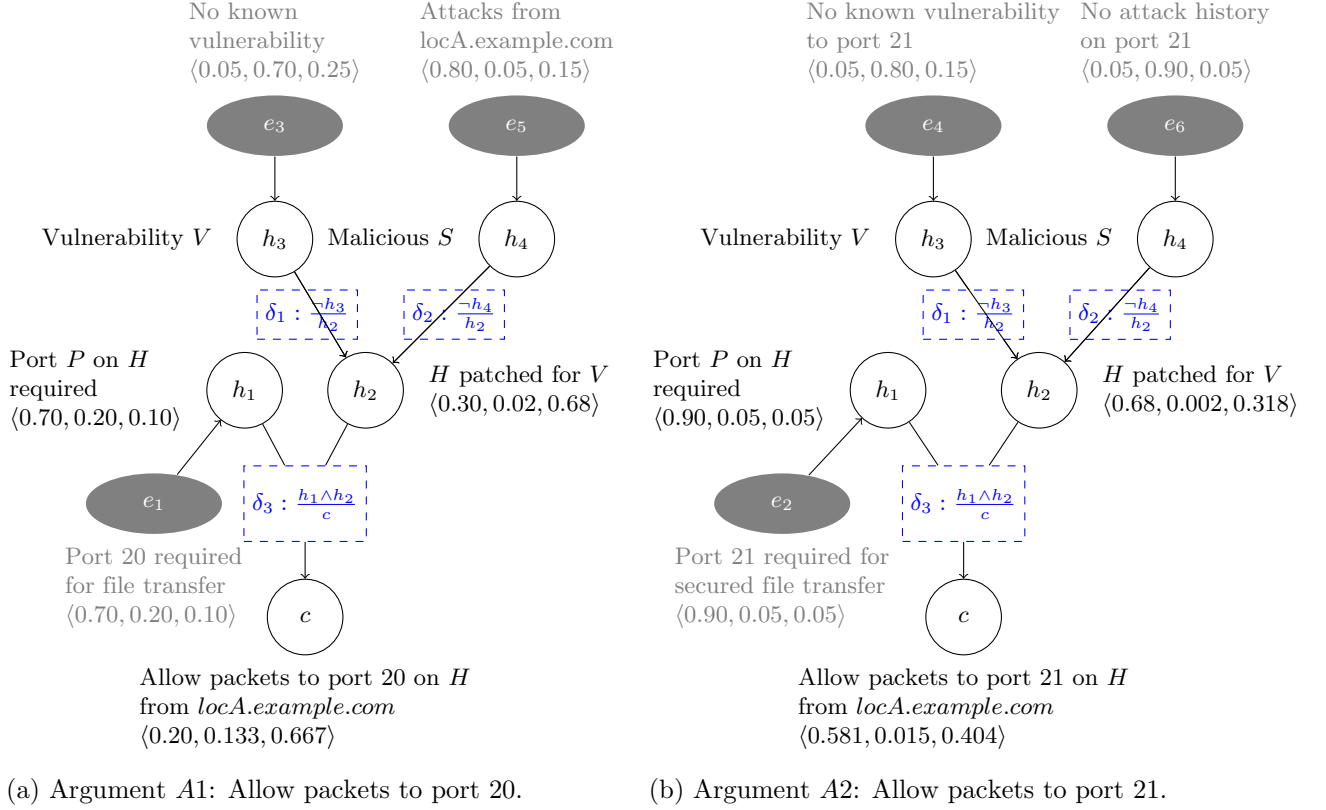 No known
vulnerability
⟨0.05, 0.70, 0.25⟩
Attacks from
locA.example.com
⟨0.80, 0.05, 0.15⟩
e₃
e₅
Vulnerability V
h₃
Malicious S
h₄
δ₁ : ¬h₃/h₂
δ₂ : ¬h₄/h₂
Port P on H
required
⟨0.70, 0.20, 0.10⟩
h₁
h₂
H patched for V
⟨0.30, 0.02, 0.68⟩
e₁
δ₃ : h₁∧h₂/c
Port 20 required
for file transfer
⟨0.70, 0.20, 0.10⟩
c
Allow packets to port 20 on H
from locA.example.com
⟨0.20, 0.133, 0.667⟩
(a) Argument A1: Allow packets to port 20.
No known vulnerability
to port 21
⟨0.05, 0.80, 0.15⟩
No attack history
on port 21
⟨0.05, 0.90, 0.05⟩
e₄
e₆
Vulnerability V
h₃
Malicious S
h₄
δ₁ : ¬h₃/h₂
δ₂ : ¬h₄/h₂
Port P on H
required
⟨0.90, 0.05, 0.05⟩
h₁
h₂
H patched for V
⟨0.68, 0.002, 0.318⟩
e₂
δ₃ : h₁∧h₂/c
Port 21 required for
secured file transfer
⟨0.90, 0.05, 0.05⟩
c
Allow packets to port 21 on H
from locA.example.com
⟨0.581, 0.015, 0.404⟩
(b) Argument A2: Allow packets to port 21.